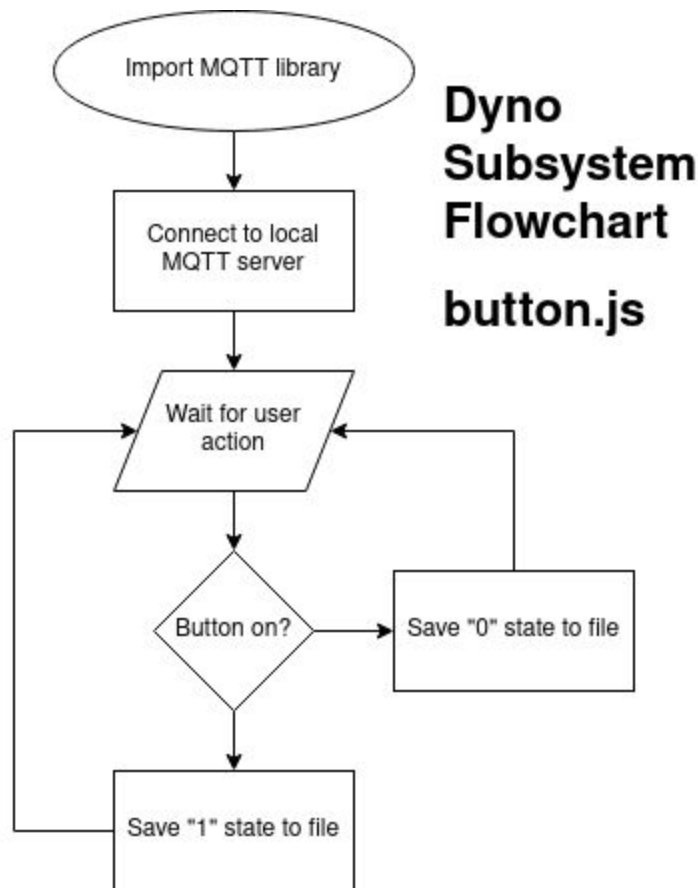 Import MQTT library
Dyno
Subsystem
Flowchart
button.js
Connect to local
MQTT server
Wait for user
action
Button on?
Save "0" state to file
Save "1" state to file